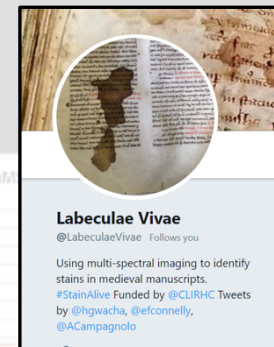 Labeculae Vivae
@LabeculaeVivae Follows you
Using multi-spectral imaging to identify
stains in medieval manuscripts.
#StainAlive Funded by @CLIRHC Tweets
by @hgwacha, @efconnelly,
@ACampagnolo